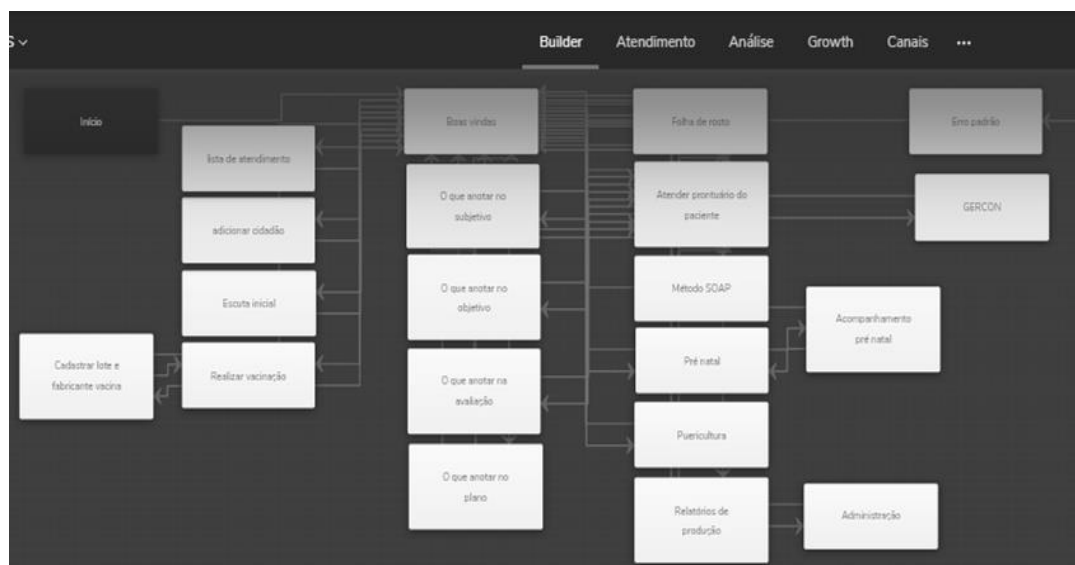 S
Builder
Atendimento
Análise
Growth
Canais
...
Início
Boas vindas
Folha de rosto
Erro padrão
lista de atendimento
O que anotar no
subjetivo
Atender prontuário do
paciente
GERCON
adicionar cidadão
Escuta inicial
O que anotar no
objetivo
Método SOAP
Acompanhamento
pré natal
Cadastrar lote e
fabricante vacina
Realizar vacinação
O que anotar na
avaliação
Pré natal
Puericultura
O que anotar no
plano
Relatórios de
produção
Administração